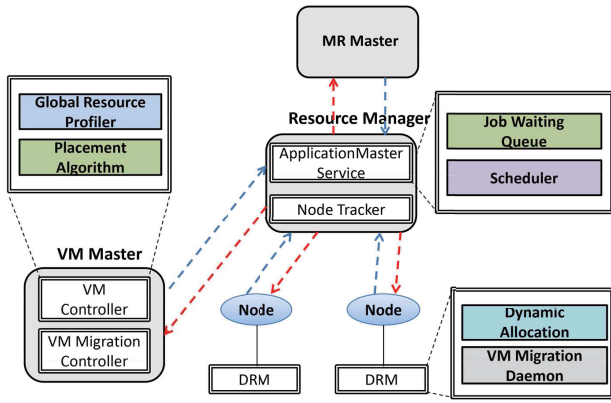 MR Master
Global Resource
Profiler
Placement
Algorithm
Resource Manager
ApplicationMaster
Service
Node Tracker
Job Waiting
Queue
Scheduler
VM Master
VM
Controller
VM Migration
Controller
Node
Node
DRM
DRM
Dynamic
Allocation
VM Migration
Daemon